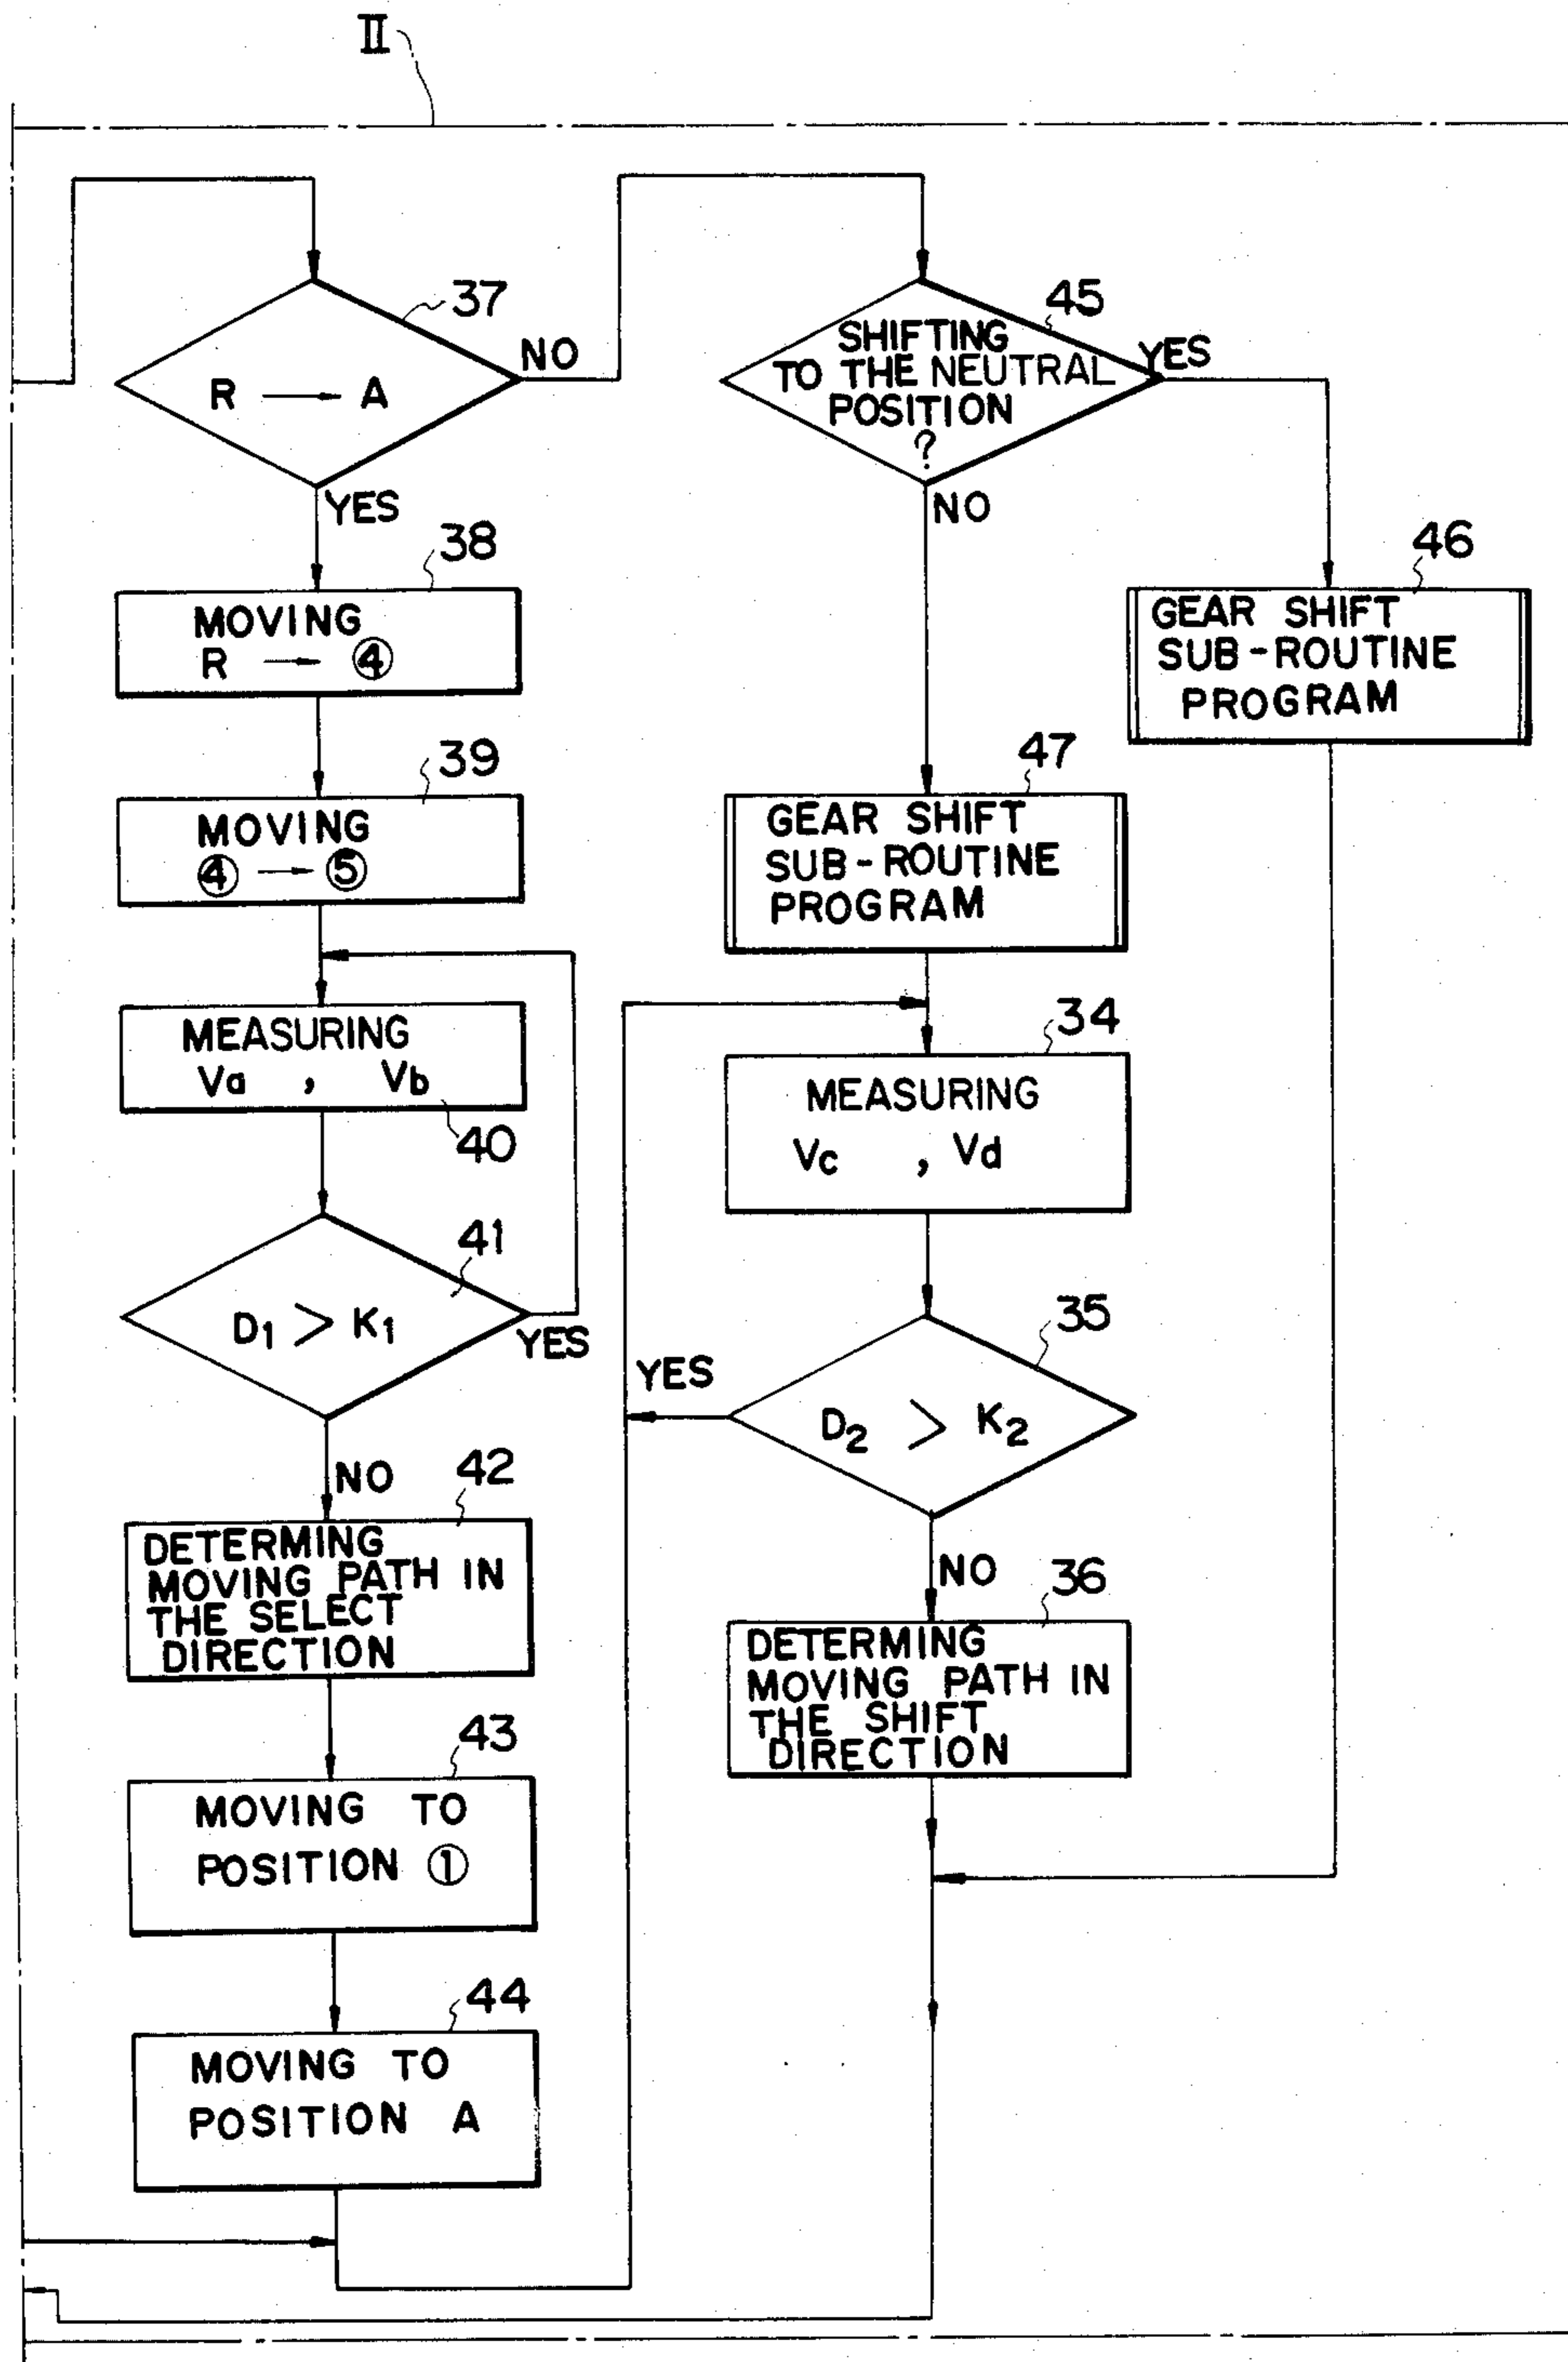 II
37
R → A
NO
YES
38
MOVING
R → ④
39
MOVING
④ → ⑤
MEASURING
Va , Vb
40
41
D1 > K1
YES
NO
42
DETERMING
MOVING PATH IN
THE SELECT
DIRECTION
43
MOVING TO
POSITION ①
44
MOVING TO
POSITION A
45
SHIFTING
TO THE NEUTRAL
POSITION
?
YES
NO
46
GEAR SHIFT
SUB-ROUTINE
PROGRAM
47
GEAR SHIFT
SUB-ROUTINE
PROGRAM
34
MEASURING
Vc , Vd
35
D2 > K2
YES
NO
36
DETERMING
MOVING PATH IN
THE SHIFT
DIRECTION